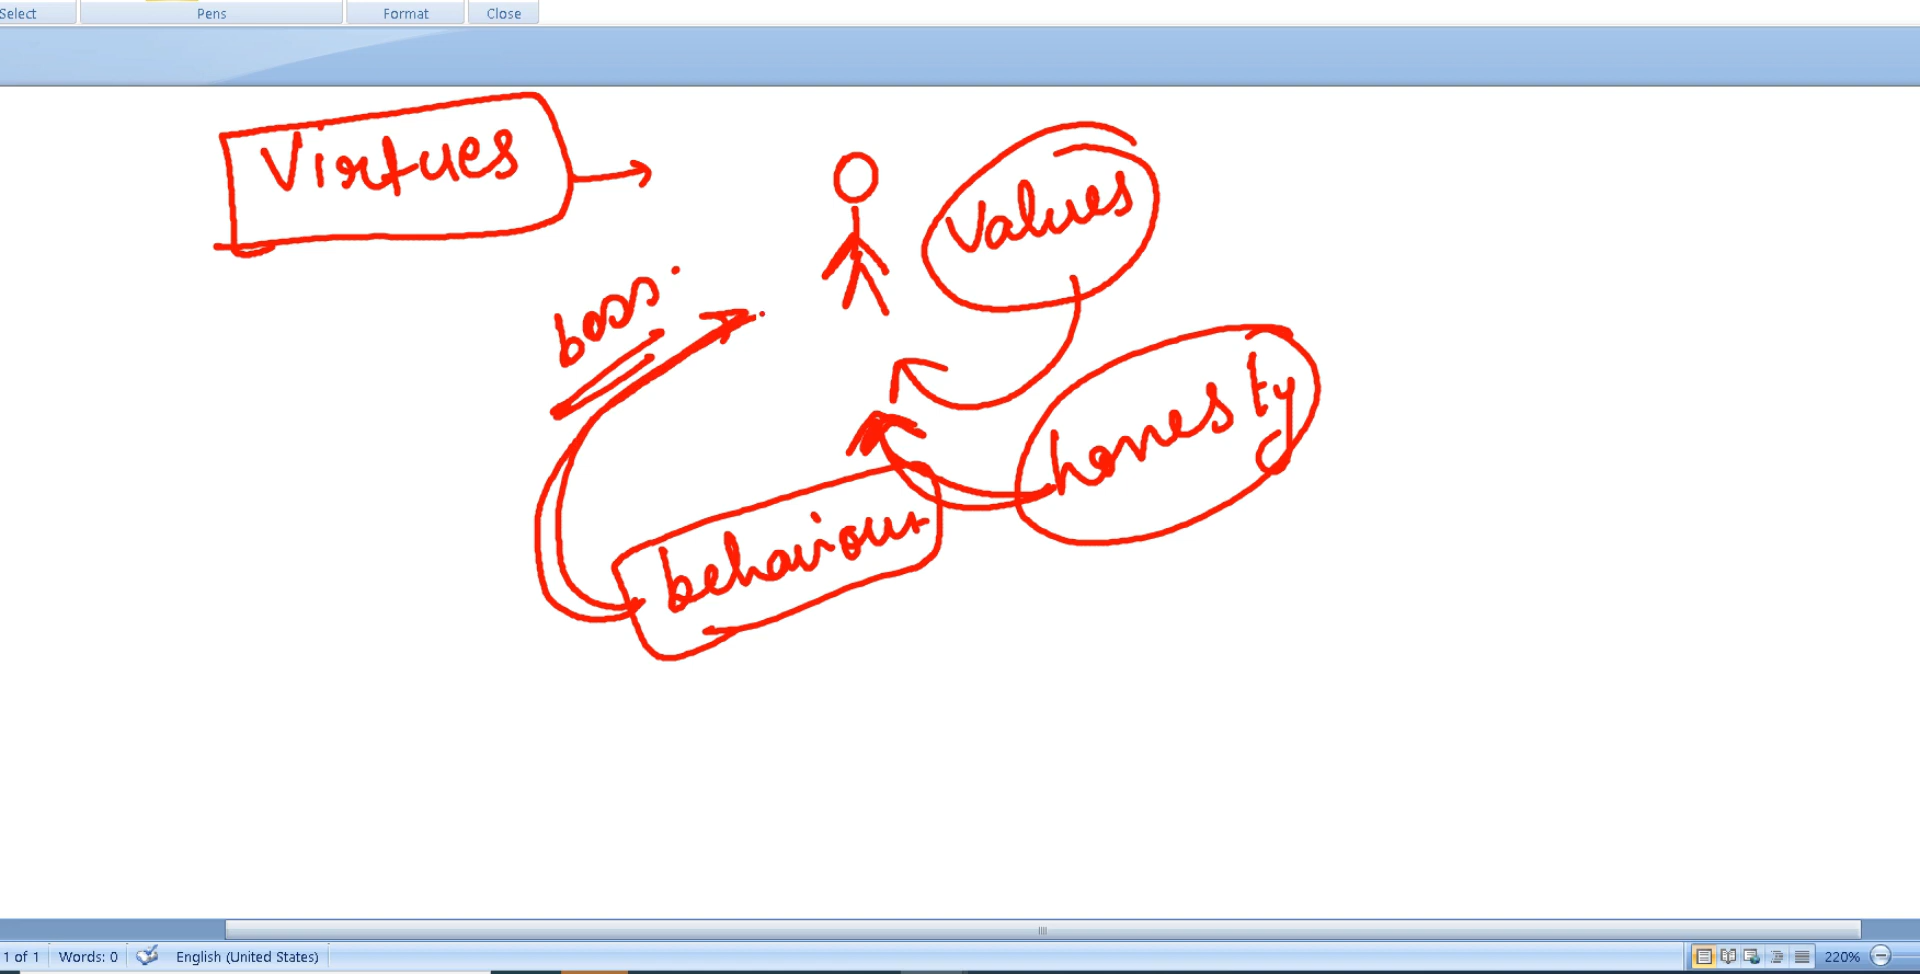 Select
Pens
Format
Close
Virtues
Values
boss.
honesty
behaviour
1 of 1
Words: 0
English (United States)
220%